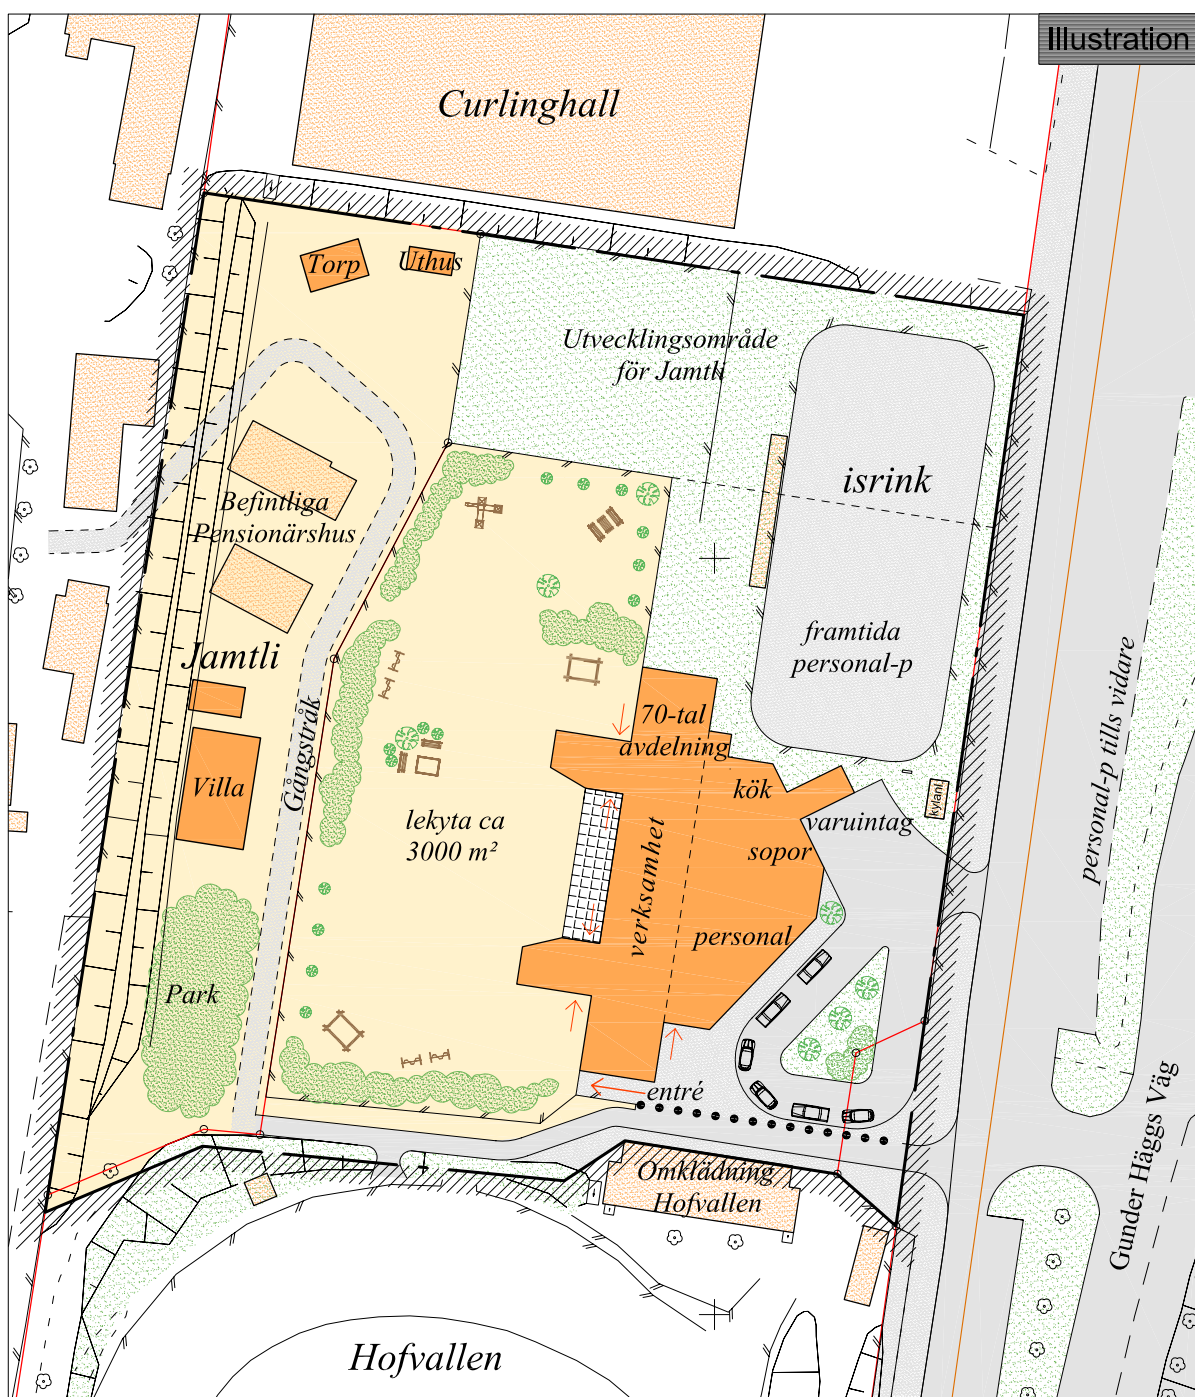 Illustration
Curlinghall
Torp
Uthus
Utvecklingsområde
för Jamtli
isrink
Befintliga
Pensionärshus
framtida
personal-p
personal-p tills vidare
Jamtli
70-tal
avdelning
Gångstråk
Villa
kök
kylanl
varuintag
lekyta ca
3000 m²
sopor
verksamhet
personal
Park
entré
Gunder Häggs Väg
Omklädning
Hofvallen
Hofvallen